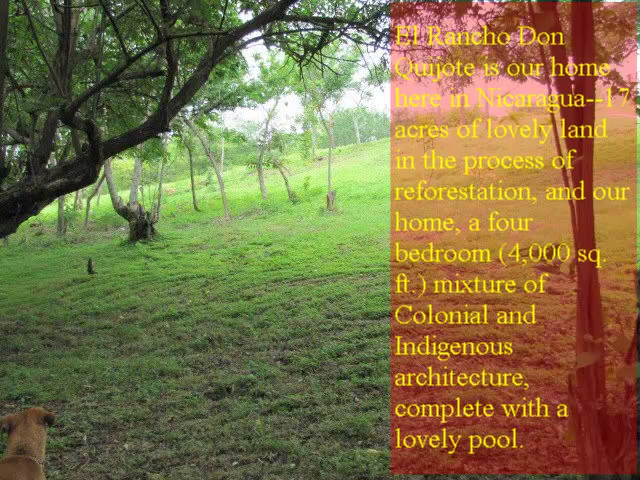 El Rancho Don
Quijote is our home
here in Nicaragua--17
acres of lovely land
in the process of
reforestation, and our
home, a four
bedroom (4,000 sq.
ft.) mixture of
Colonial and
Indigenous
architecture,
complete with a
lovely pool.